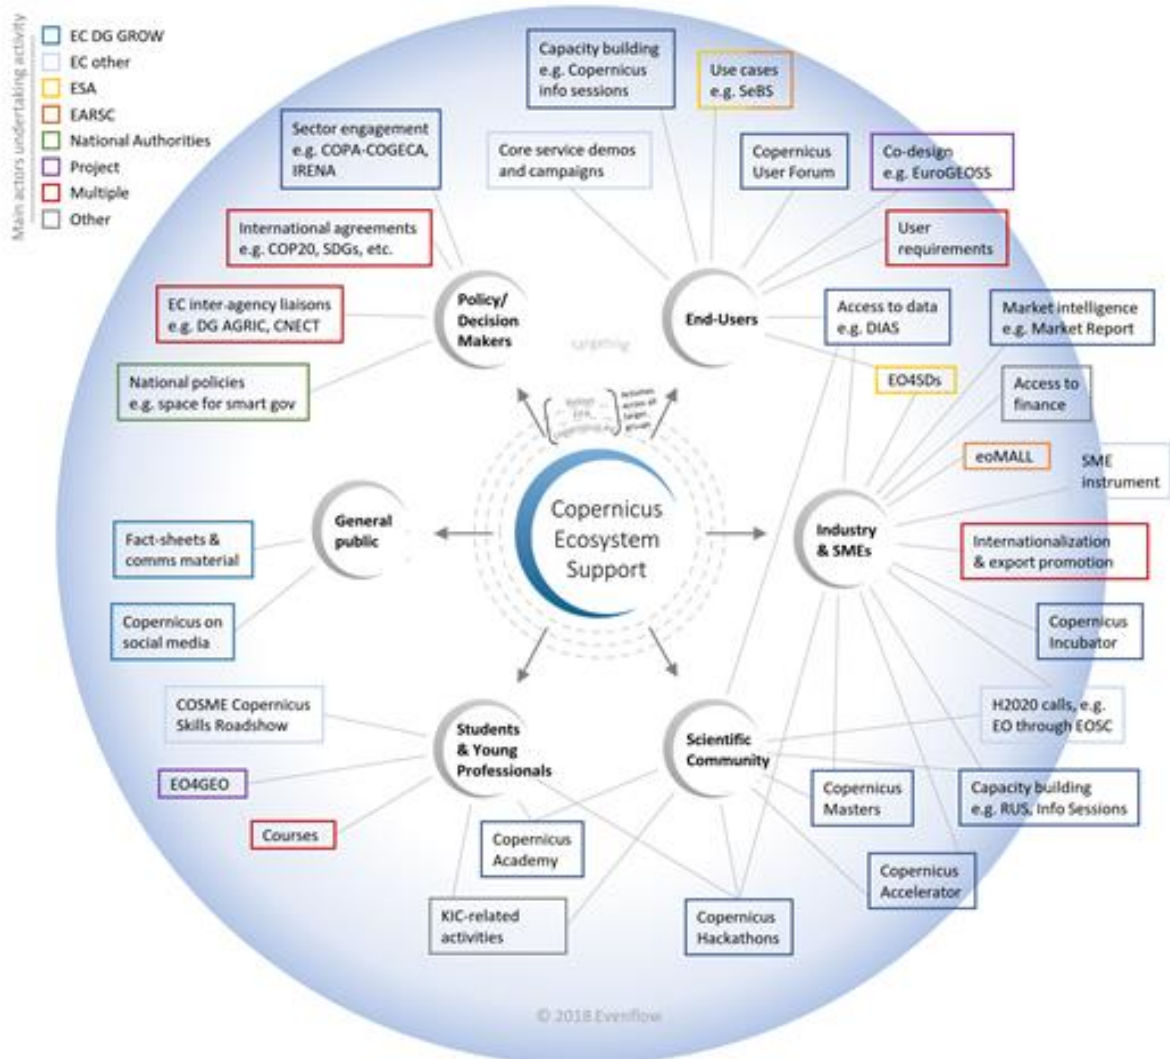 Main actors undertaking activity
EC DG GROW
EC other
ESA
EARSC
National Authorities
Project
Multiple
Other
Capacity building
e.g. Copernicus
info sessions
Use cases
e.g. SeBS
Sector engagement
e.g. COPA-COGECA,
IRENA
Core service demos
and campaigns
Copernicus
User Forum
Co-design
e.g. EuroGEOSS
International agreements
e.g. COP20, SDGs, etc.
User
requirements
EC inter-agency liaisons
e.g. DG AGRIC, CNECT
Policy/
Decision
Makers
End-Users
Access to data
e.g. DIAS
Market intelligence
e.g. Market Report
National policies
e.g. space for smart gov
EO4SDs
Access to
finance
Activities
across all
target
groups
eoMALL
SME
instrument
General
public
Copernicus
Ecosystem
Support
Industry
& SMEs
Fact-sheets &
comms material
Internationalization
& export promotion
Copernicus on
social media
Copernicus
Incubator
COSME Copernicus
Skills Roadshow
Students
& Young
Professionals
Scientific
Community
H2020 calls, e.g.
EO through EOSC
EO4GEO
Copernicus
Masters
Capacity building
e.g. RUS, Info Sessions
Courses
Copernicus
Academy
Copernicus
Accelerator
KIC-related
activities
Copernicus
Hackathons
© 2018 Evenflow